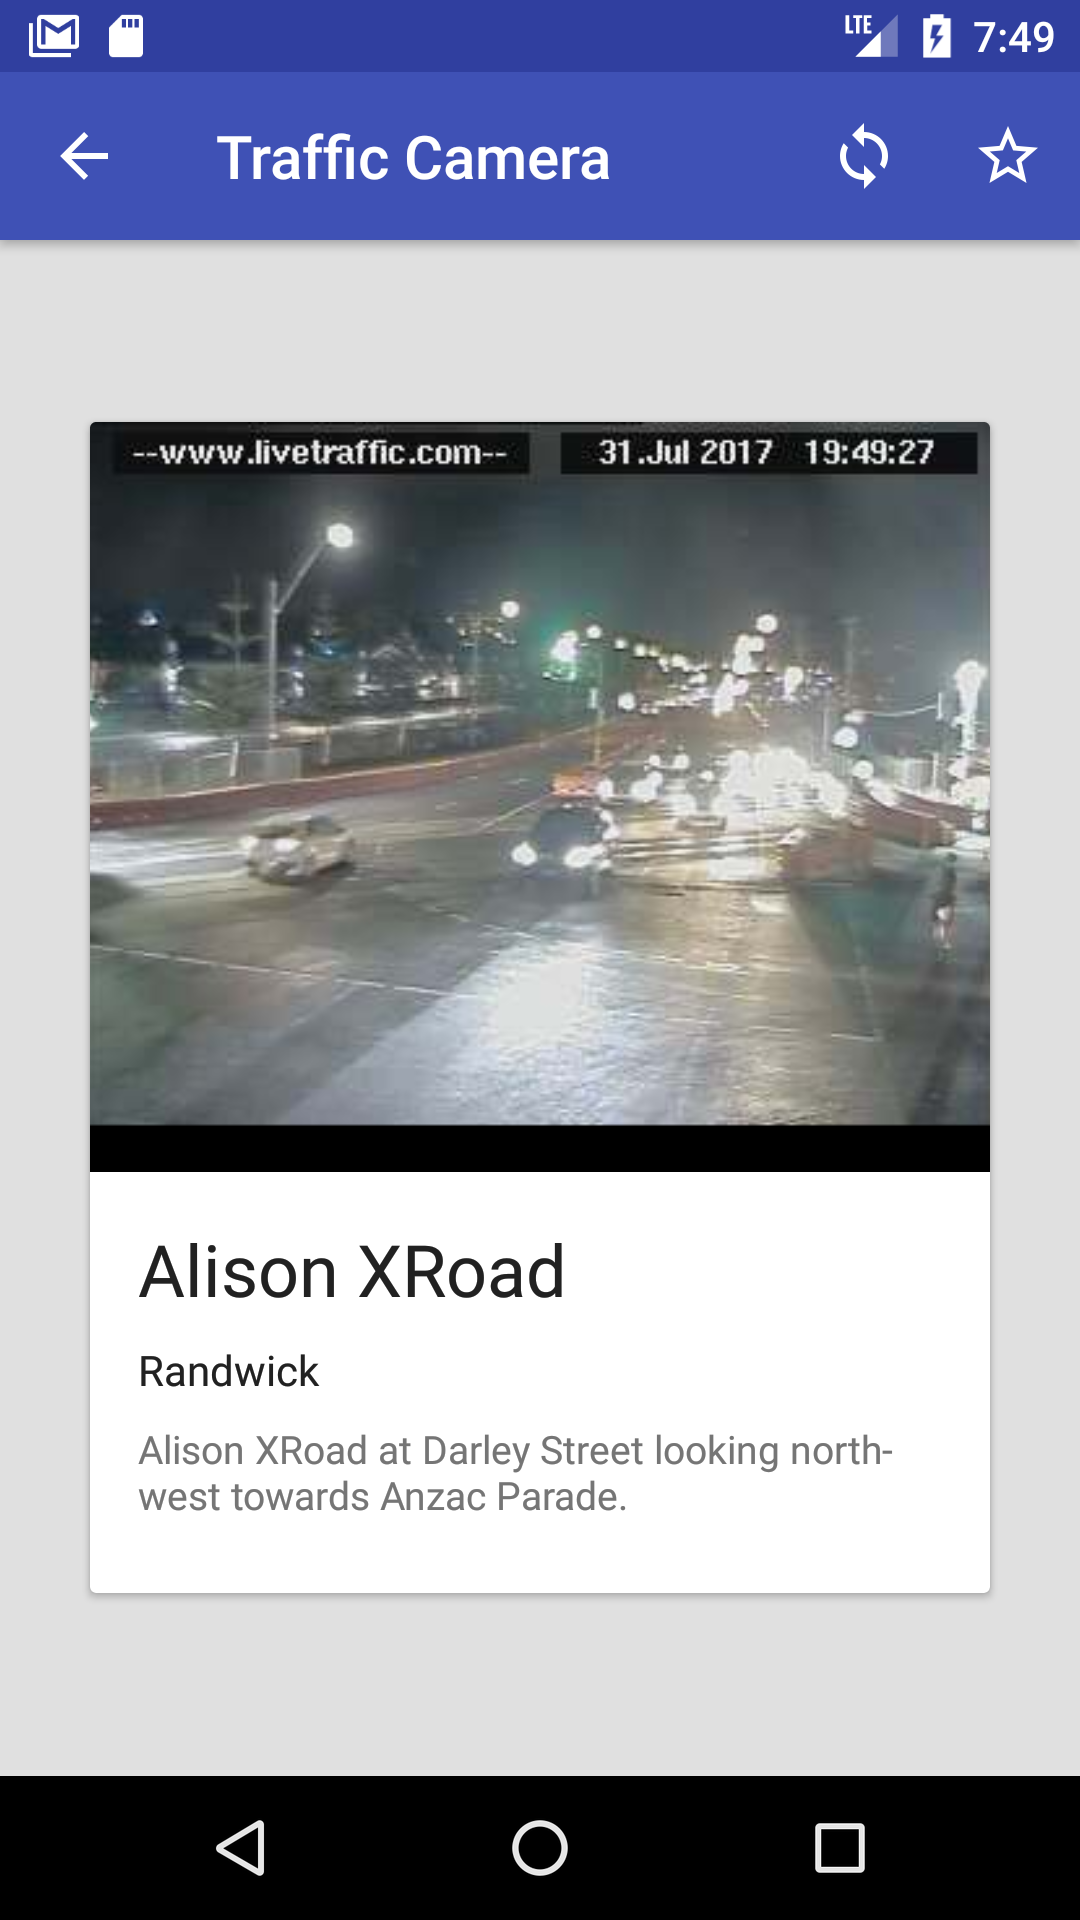 LTE 7:49
Traffic Camera
--www.livetraffic.com-- 31.Jul 2017 19:49:27
Alison XRoad
Randwick
Alison XRoad at Darley Street looking north-
west towards Anzac Parade.